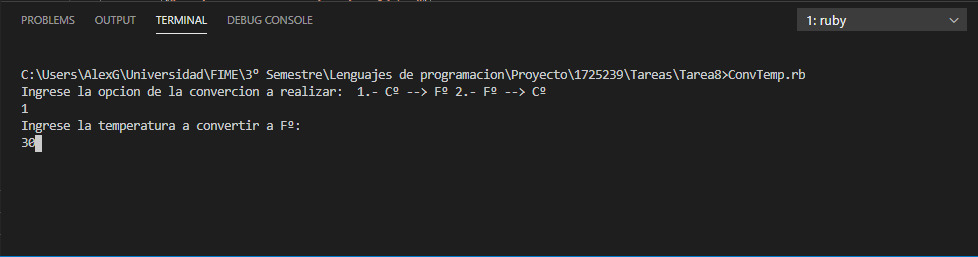 PROBLEMS OUTPUT TERMINAL DEBUG CONSOLE 1: ruby
C:\Users\AlexG\Universidad\FIME\3º Semestre\Lenguajes de programacion\Proyecto\1725239\Tareas\Tarea8>ConvTemp.rb
Ingrese la opcion de la convercion a realizar:  1.- Cº --> Fº 2.- Fº --> Cº
1
Ingrese la temperatura a convertir a Fº:
30